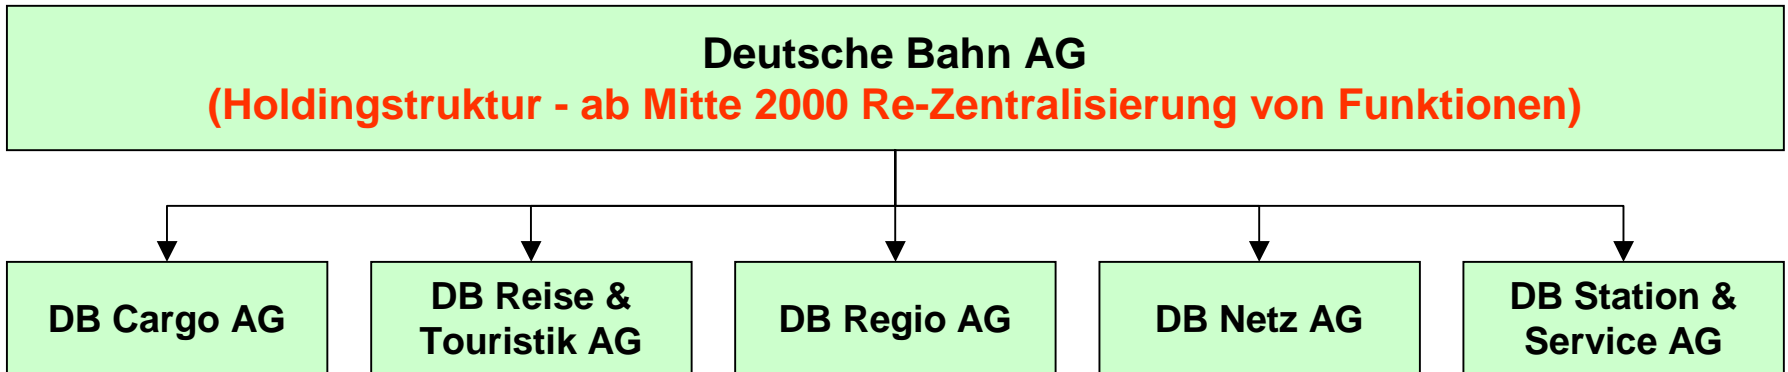 Deutsche Bahn AG
(Holdingstruktur - ab Mitte 2000 Re-Zentralisierung von Funktionen)
DB Cargo AG
DB Reise &
Touristik AG
DB Regio AG
DB Netz AG
DB Station &
Service AG